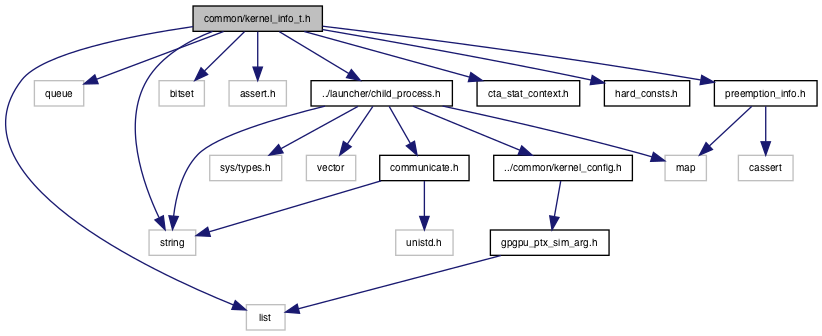 common/kernel_info_t.h
queue
bitset
assert.h
../launcher/child_process.h
cta_stat_context.h
hard_consts.h
preemption_info.h
sys/types.h
vector
communicate.h
../common/kernel_config.h
map
cassert
string
unistd.h
gpgpu_ptx_sim_arg.h
list